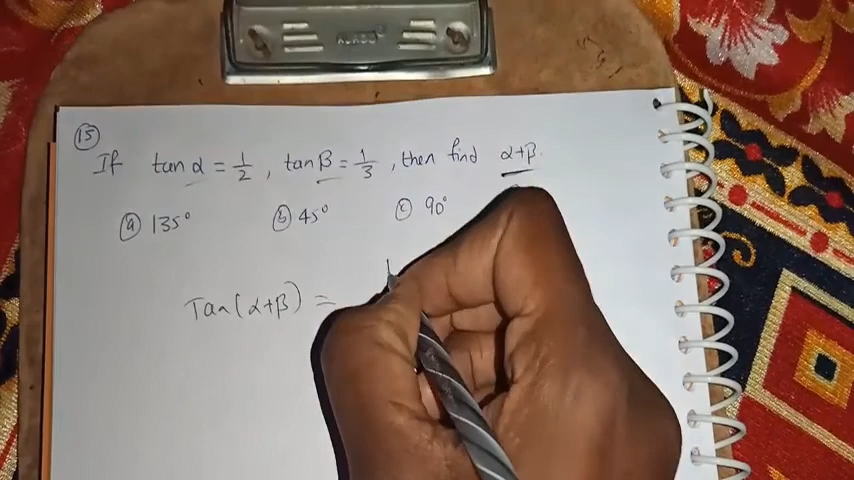 15
If tan α = 1/2 , tan β = 1/3 , then find α+β.
a 135° b 45° c 90°
Tan(α+β) =